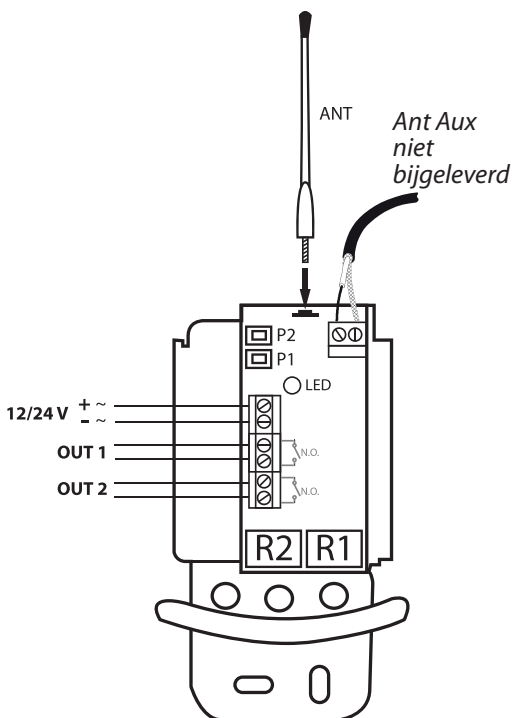 ANT
Ant Aux
niet
bijgeleverd
P2
P1
LED
12/24 V + ~
- ~
OUT 1
N.O.
OUT 2
N.O.
R2 R1